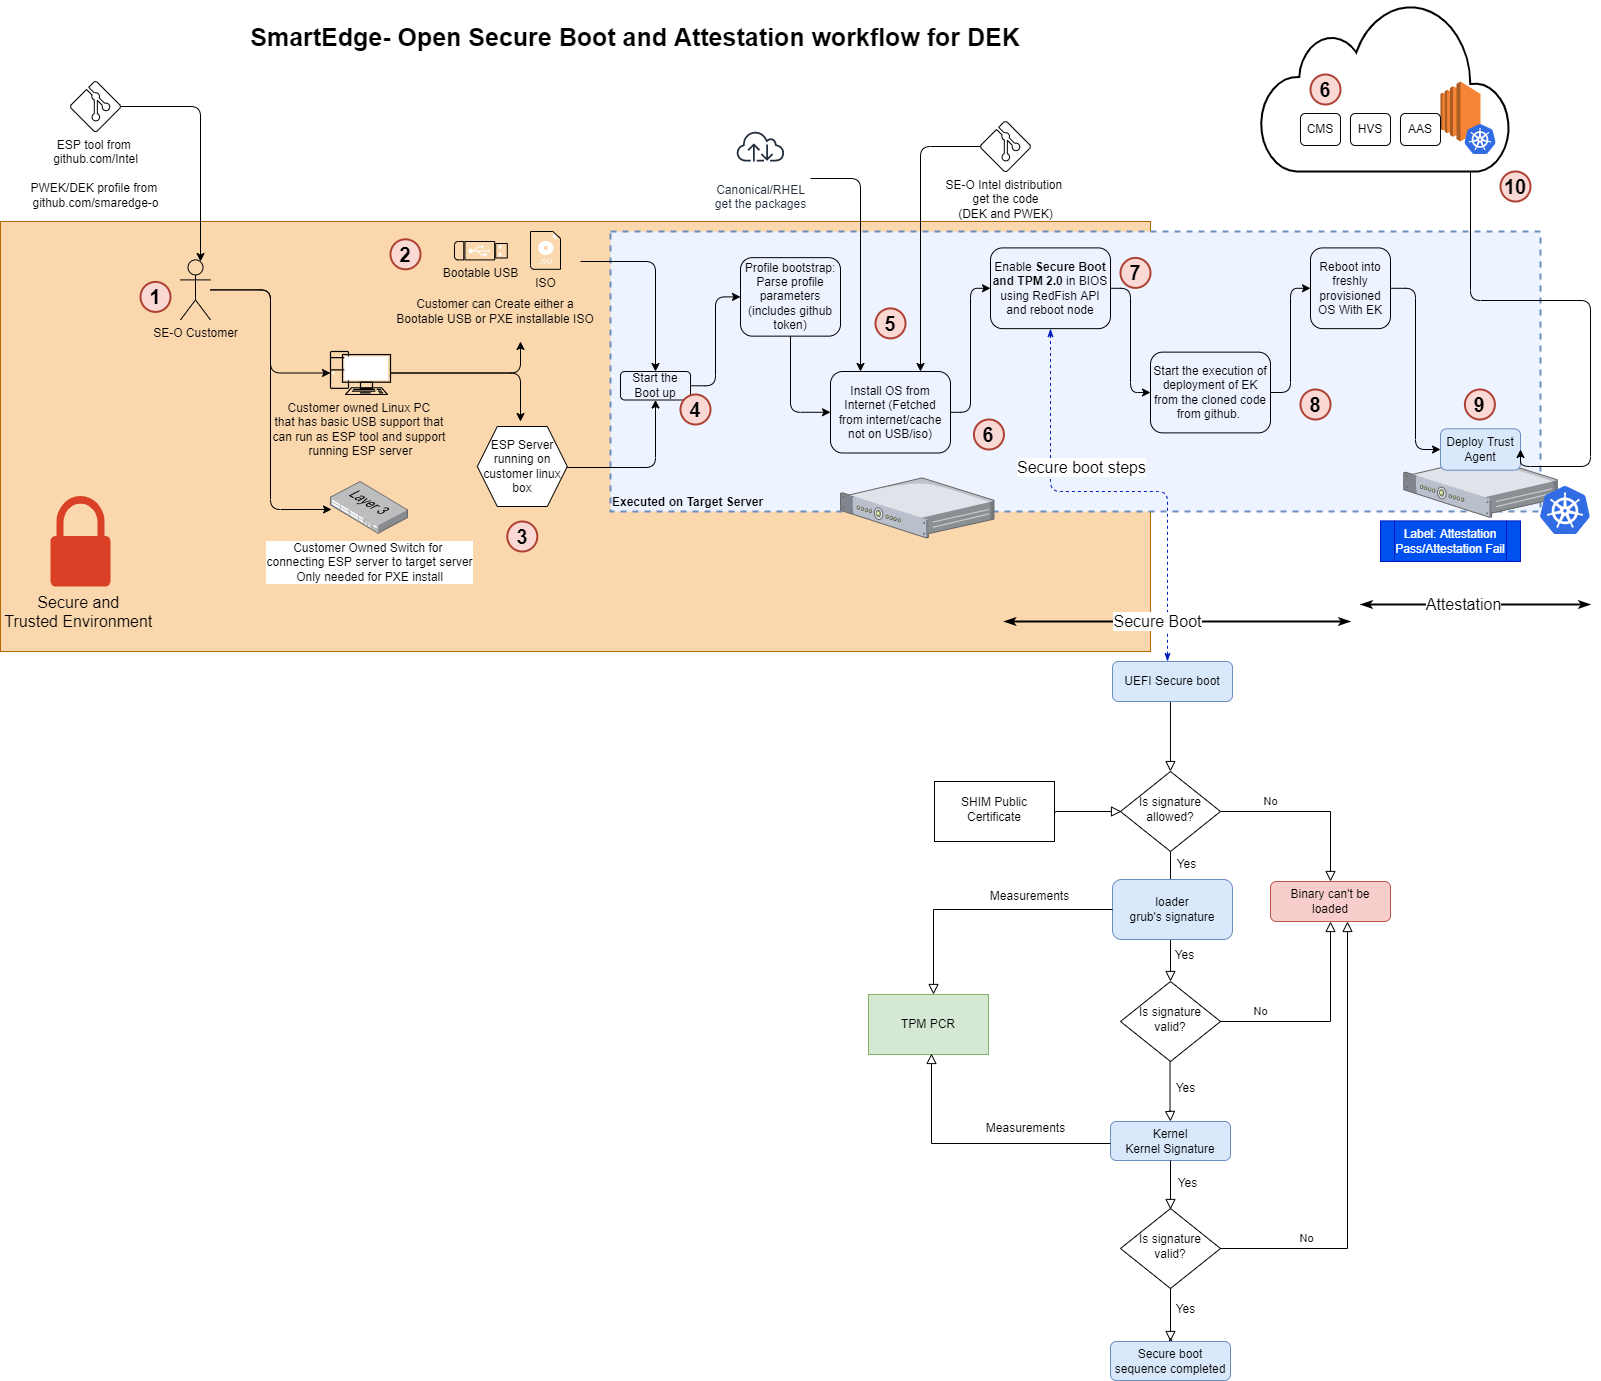 SmartEdge- Open Secure Boot and Attestation workflow for DEK
ESP tool from
github.com/Intel
PWEK/DEK profile from
github.com/smaredge-o
Canonical/RHEL
get the packages
SE-O Intel distribution
get the code
(DEK and PWEK)
6
CMS
HVS
AAS
10
1
SE-O Customer
2
Bootable USB
ISO
ISO
Customer can Create either a
Bootable USB or PXE installable ISO
Customer owned Linux PC
that has basic USB support that
can run as ESP tool and support
running ESP server
Layer 3
Customer Owned Switch for
connecting ESP server to target server
Only needed for PXE install
ESP Server
running on
customer linux
box
3
Secure and
Trusted Environment
Start the
Boot up
4
Profile bootstrap:
Parse profile
parameters
(includes github
token)
5
Install OS from
Internet (Fetched
from internet/cache
not on USB/iso)
6
Enable Secure Boot
and TPM 2.0 in BIOS
using RedFish API
and reboot node
7
Start the execution of
deployment of EK
from the cloned code
from github.
8
Reboot into
freshly
provisioned
OS With EK
9
Deploy Trust
Agent
Executed on Target Server
Secure boot steps
Label: Attestation
Pass/Attestation Fail
Attestation
Secure Boot
UEFI Secure boot
SHIM Public
Certificate
Is signature
allowed?
No
Yes
Binary can't be
loaded
Measurements
loader
grub's signature
Yes
TPM PCR
Is signature
valid?
No
Yes
Measurements
Kernel
Kernel Signature
Yes
Is signature
valid?
No
Yes
Secure boot
sequence completed